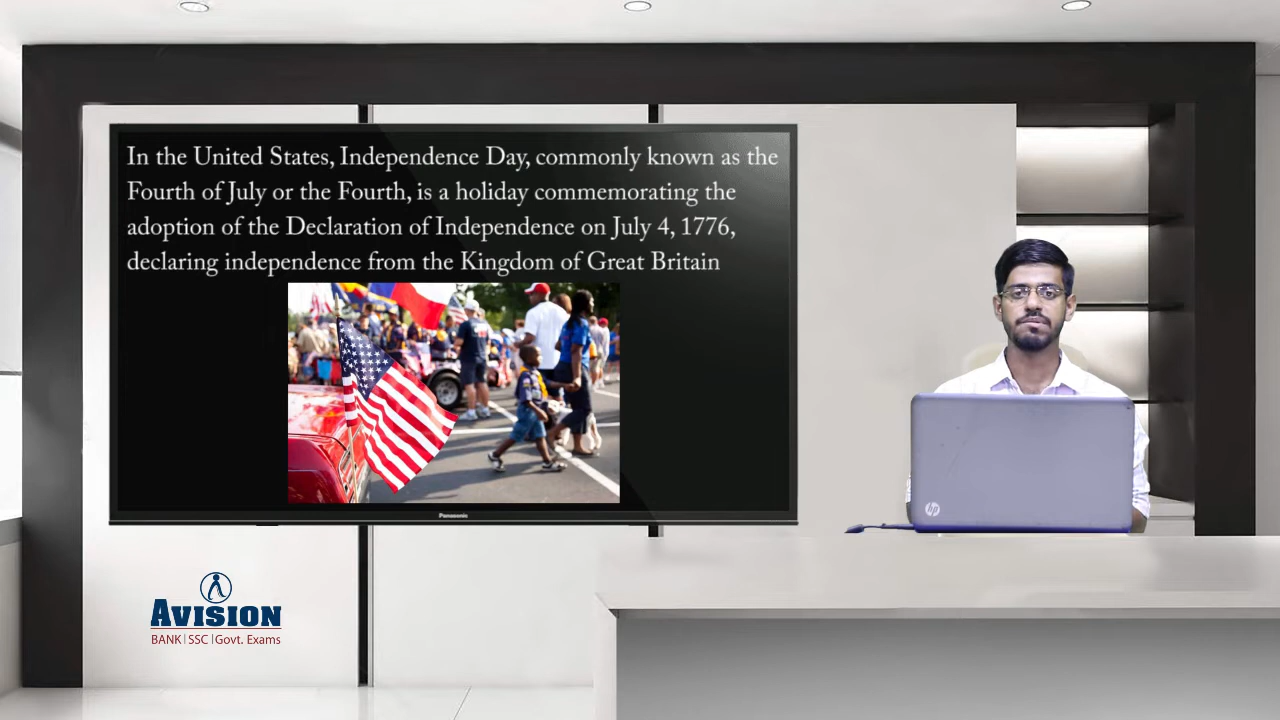 In the United States, Independence Day, commonly known as the
Fourth of July or the Fourth, is a holiday commemorating the
adoption of the Declaration of Independence on July 4, 1776,
declaring independence from the Kingdom of Great Britain
Panasonic
hp
AVISION
BANK | SSC | Govt. Exams